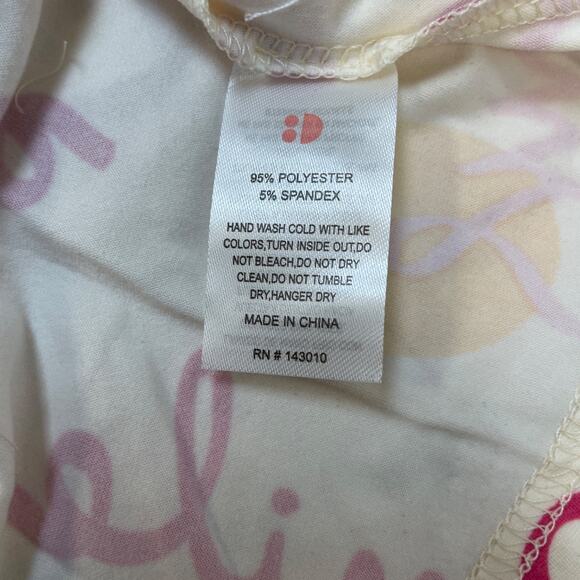 95% POLYESTER
5% SPANDEX
HAND WASH COLD WITH LIKE
COLORS,TURN INSIDE OUT,DO
NOT BLEACH,DO NOT DRY
CLEAN,DO NOT TUMBLE
DRY,HANGER DRY
MADE IN CHINA
RN # 143010